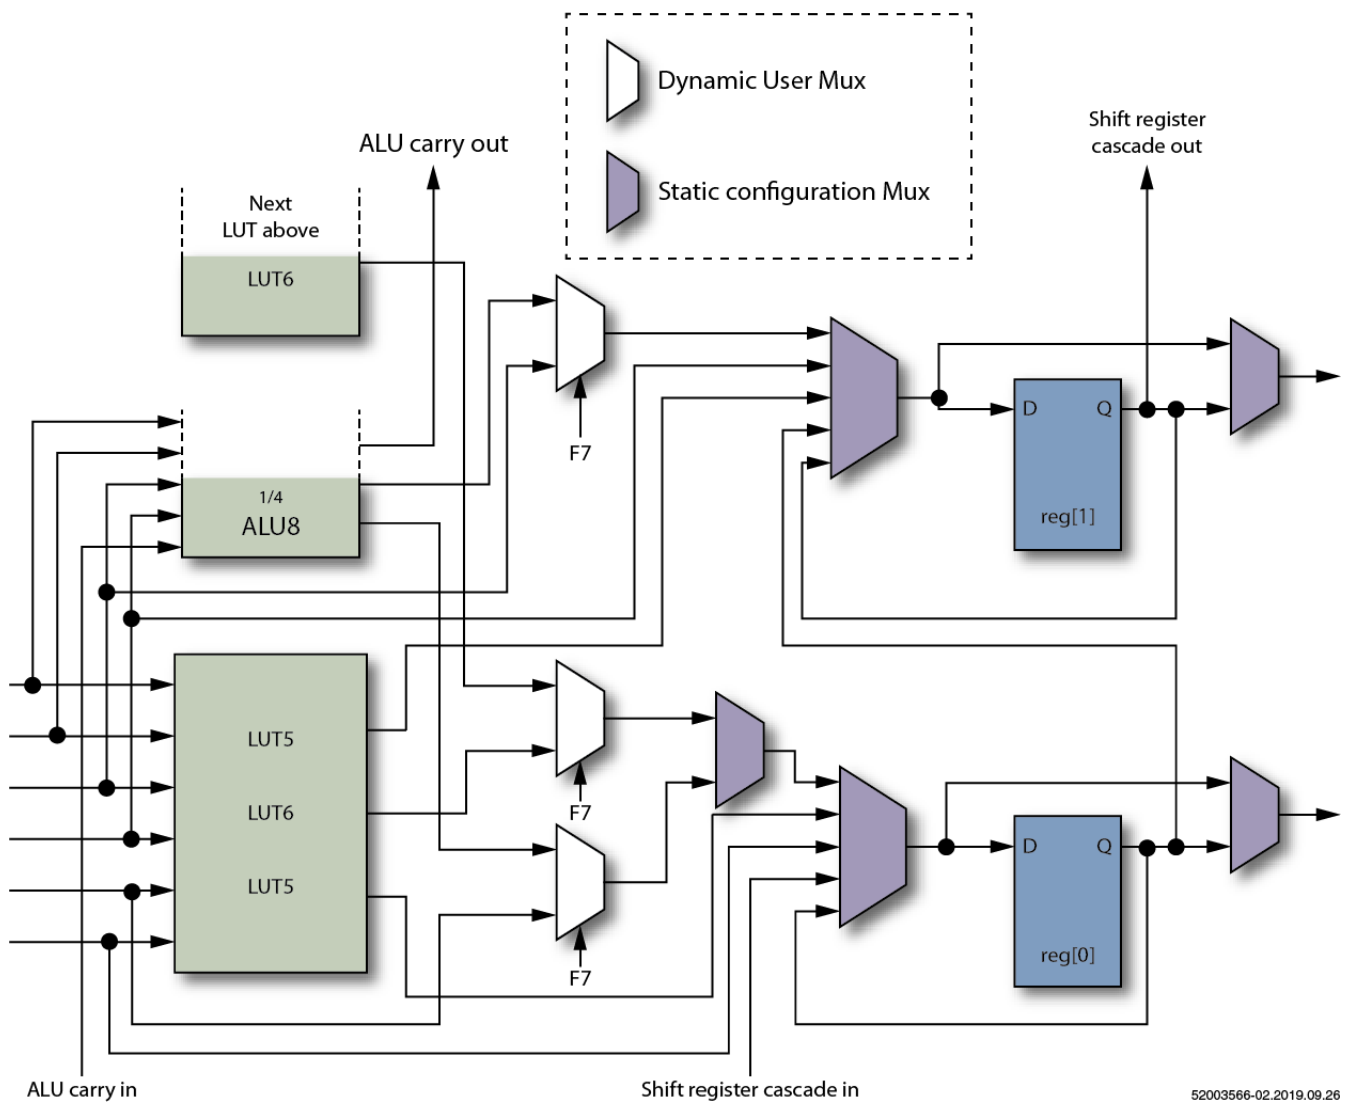 Dynamic User Mux
Static configuration Mux
Shift register
cascade out
ALU carry out
Next
LUT above
LUT6
F7
1/4
ALU8
D
Q
reg[1]
LUT5
LUT6
LUT5
F7
F7
D
Q
reg[0]
ALU carry in
Shift register cascade in
52003566-02.2019.09.26